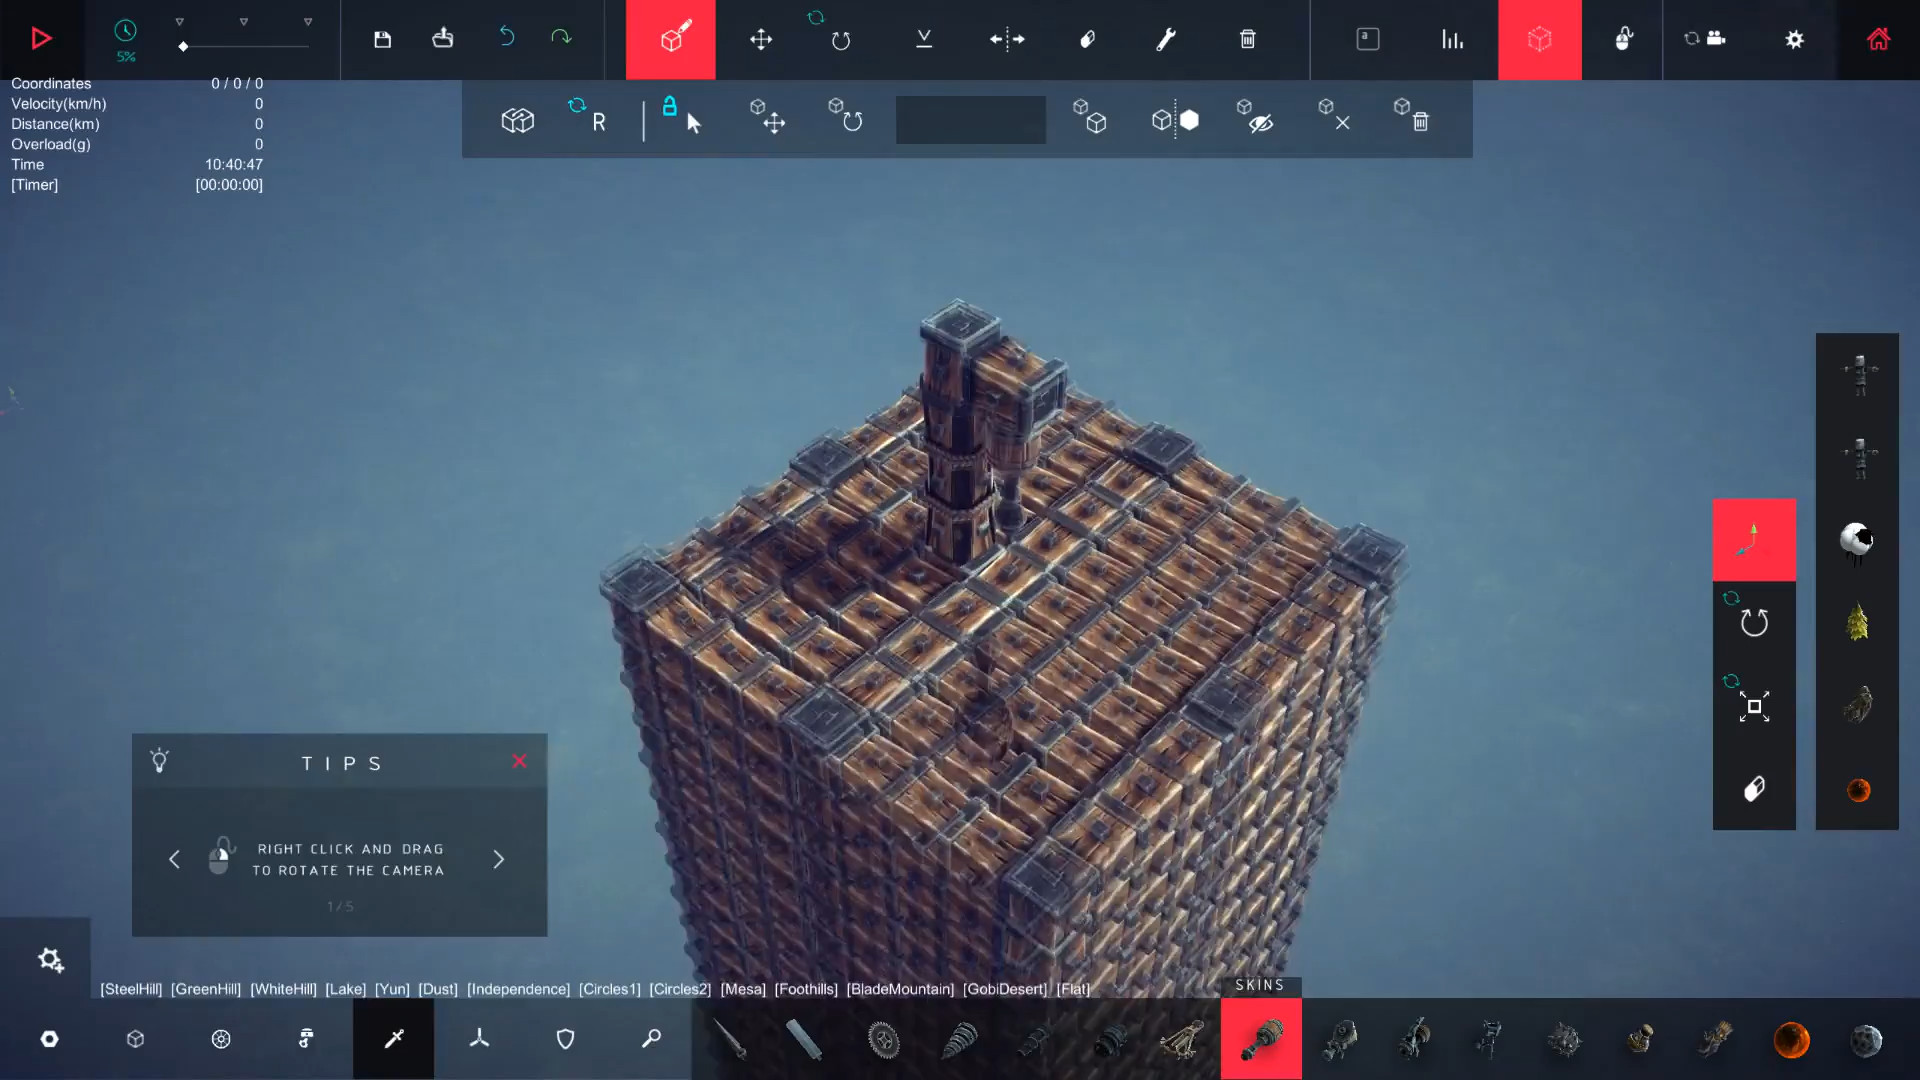 5%
Coordinates 0 / 0 / 0
Velocity(km/h) 0
Distance(km) 0
Overload(g) 0
Time 10:40:47
[Timer] [00:00:00]
a
R
TIPS
RIGHT CLICK AND DRAG
TO ROTATE THE CAMERA
1/5
SKINS
[SteelHill] [GreenHill] [WhiteHill] [Lake] [Yun] [Dust] [Independence] [Circles1] [Circles2] [Mesa] [Foothills] [BladeMountain] [GobiDesert] [Flat]